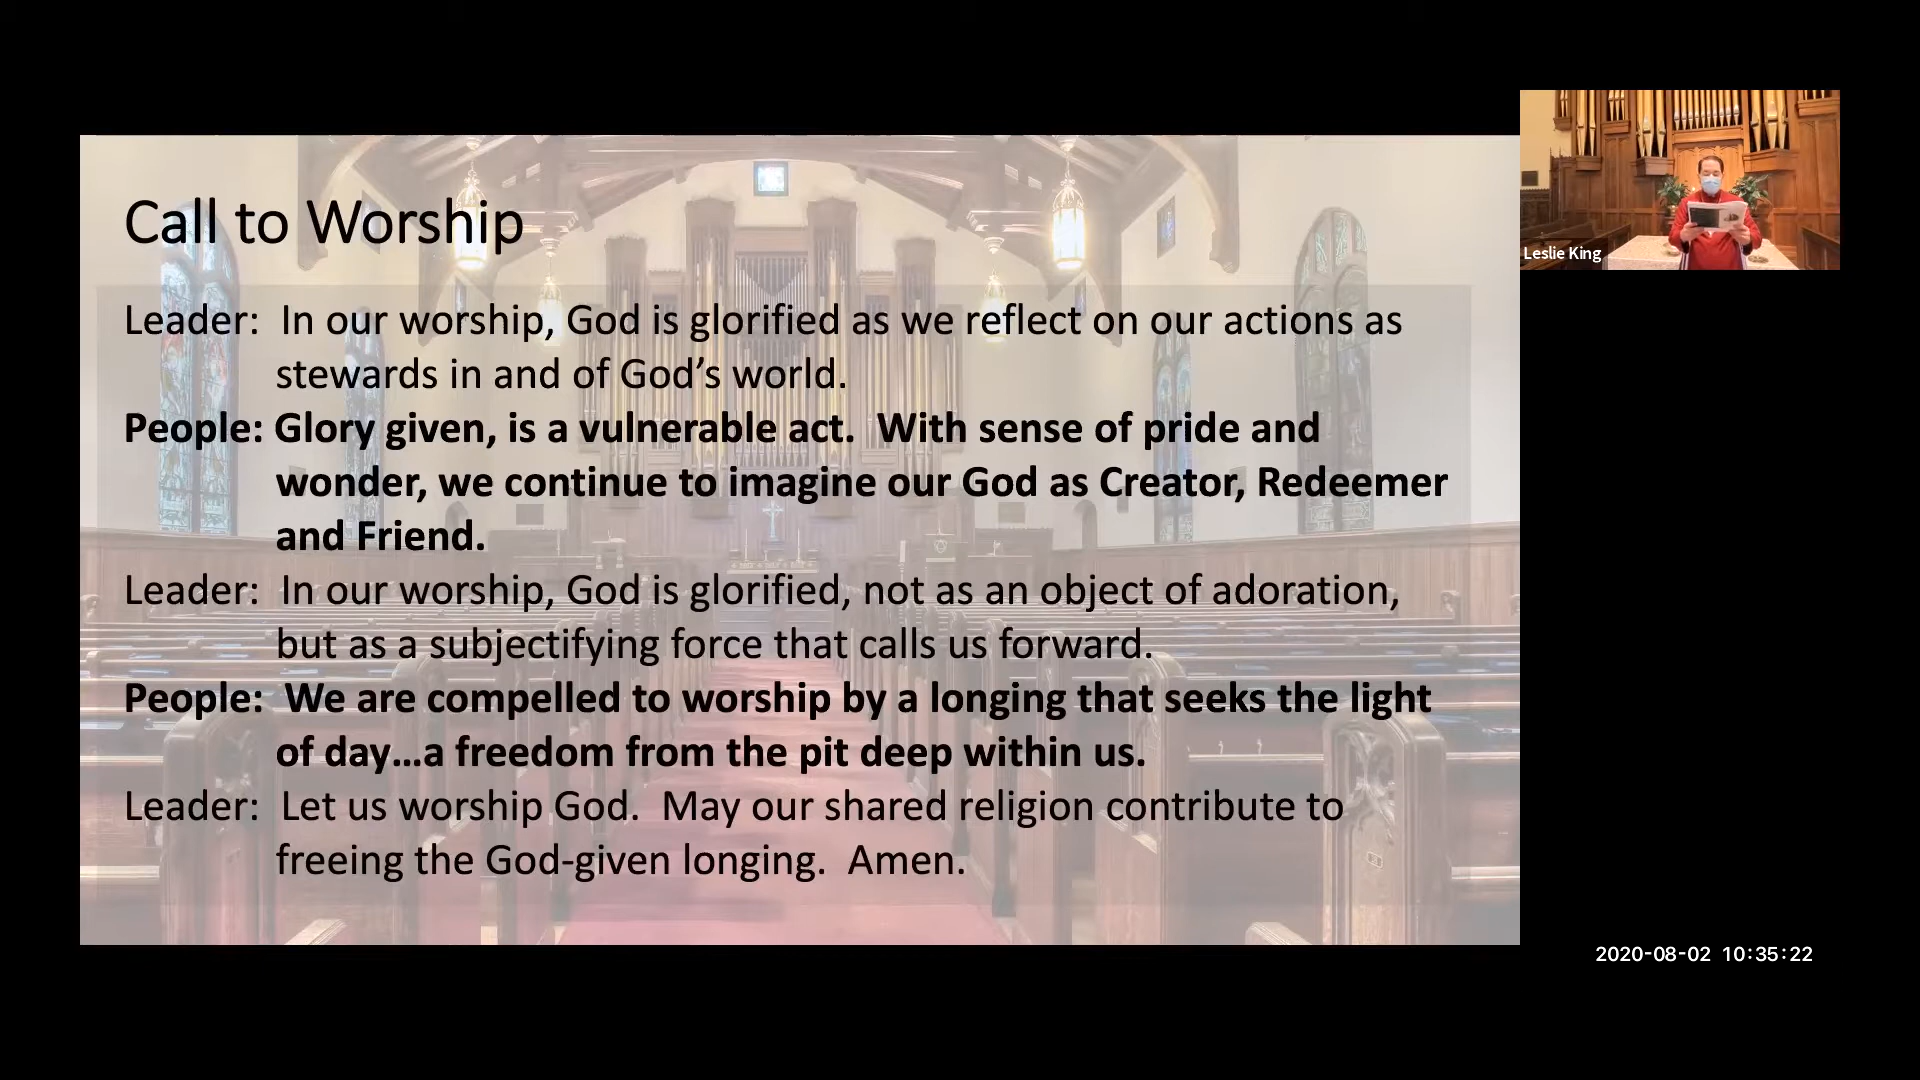 Call to Worship
Leader:  In our worship, God is glorified as we reflect on our actions as
stewards in and of God’s world.
People: Glory given, is a vulnerable act.  With sense of pride and
wonder, we continue to imagine our God as Creator, Redeemer
and Friend.
Leader:  In our worship, God is glorified, not as an object of adoration,
but as a subjectifying force that calls us forward.
People:  We are compelled to worship by a longing that seeks the light
of day…a freedom from the pit deep within us.
Leader:  Let us worship God.  May our shared religion contribute to
freeing the God-given longing.  Amen.
Leslie King
2020-08-02 10:35:22